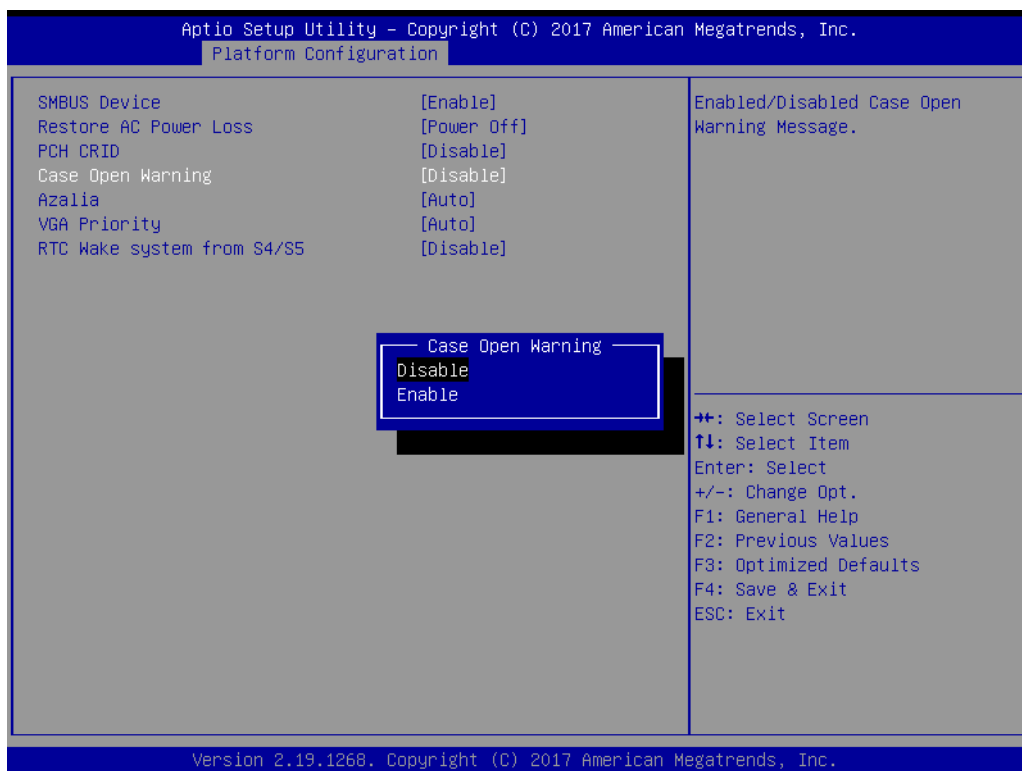 Aptio Setup Utility – Copyright (C) 2017 American Megatrends, Inc.
Platform Configuration
SMBUS Device [Enable]
Restore AC Power Loss [Power Off]
PCH CRID [Disable]
Case Open Warning [Disable]
Azalia [Auto]
VGA Priority [Auto]
RTC Wake system from S4/S5 [Disable]
Enabled/Disabled Case Open
Warning Message.
Case Open Warning
Disable
Enable
→←: Select Screen
↑↓: Select Item
Enter: Select
+/-: Change Opt.
F1: General Help
F2: Previous Values
F3: Optimized Defaults
F4: Save & Exit
ESC: Exit
Version 2.19.1268. Copyright (C) 2017 American Megatrends, Inc.